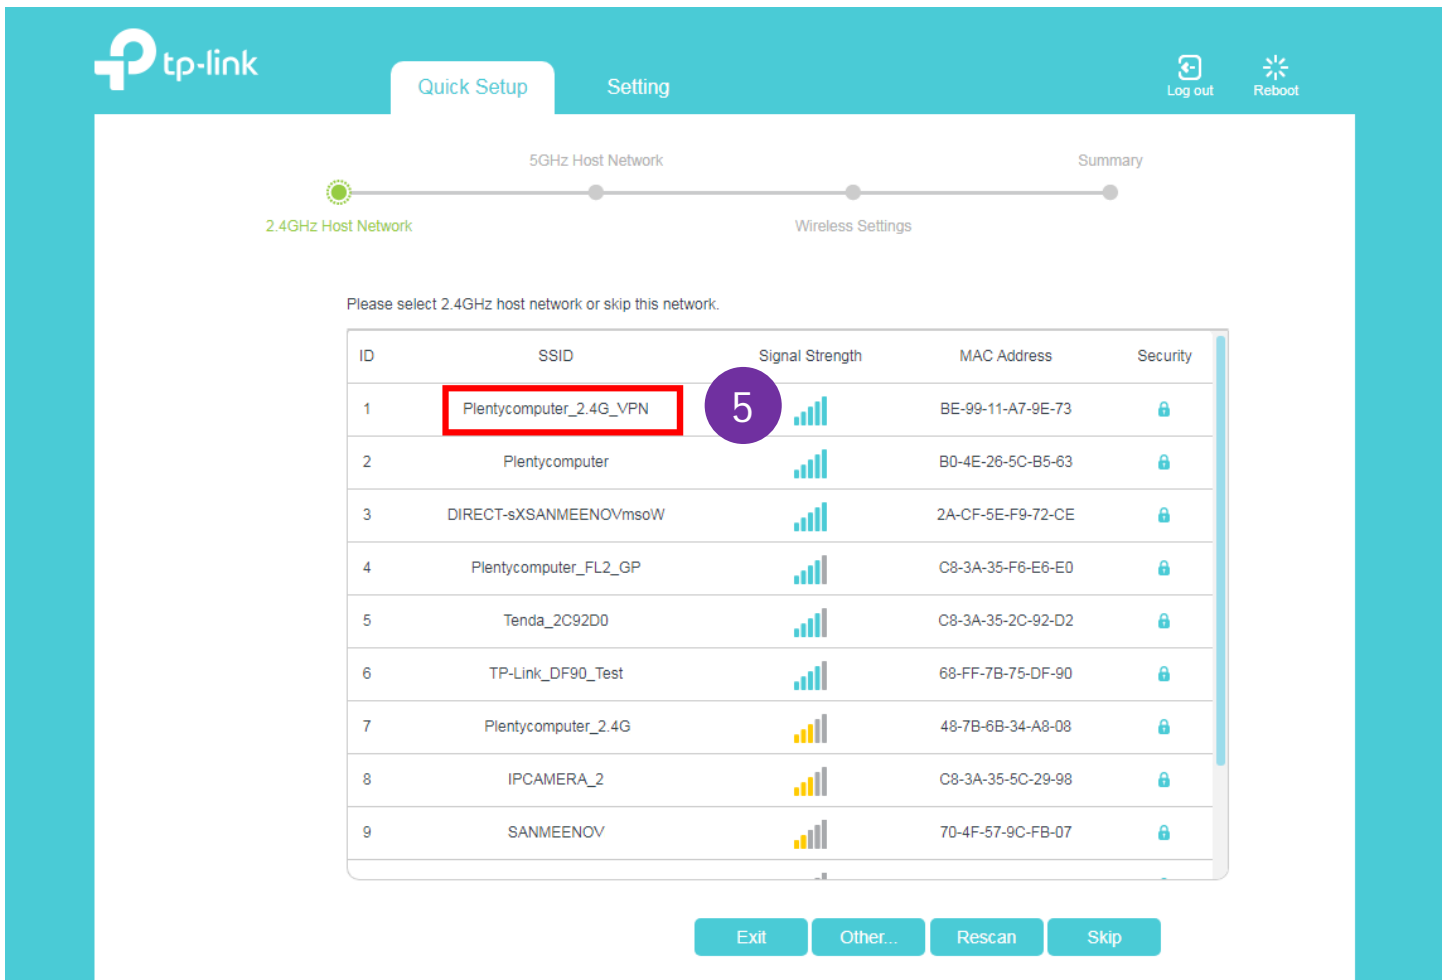 tp-link
Quick Setup
Setting
Log out
Reboot
5GHz Host Network
Summary
2.4GHz Host Network
Wireless Settings
Please select 2.4GHz host network or skip this network.
ID SSID Signal Strength MAC Address Security
1 Plentycomputer_2.4G_VPN 5 BE-99-11-A7-9E-73
2 Plentycomputer B0-4E-26-5C-B5-63
3 DIRECT-sXSANMEENOVmsoW 2A-CF-5E-F9-72-CE
4 Plentycomputer_FL2_GP C8-3A-35-F6-E6-E0
5 Tenda_2C92D0 C8-3A-35-2C-92-D2
6 TP-Link_DF90_Test 68-FF-7B-75-DF-90
7 Plentycomputer_2.4G 48-7B-6B-34-A8-08
8 IPCAMERA_2 C8-3A-35-5C-29-98
9 SANMEENOV 70-4F-57-9C-FB-07
Exit Other... Rescan Skip